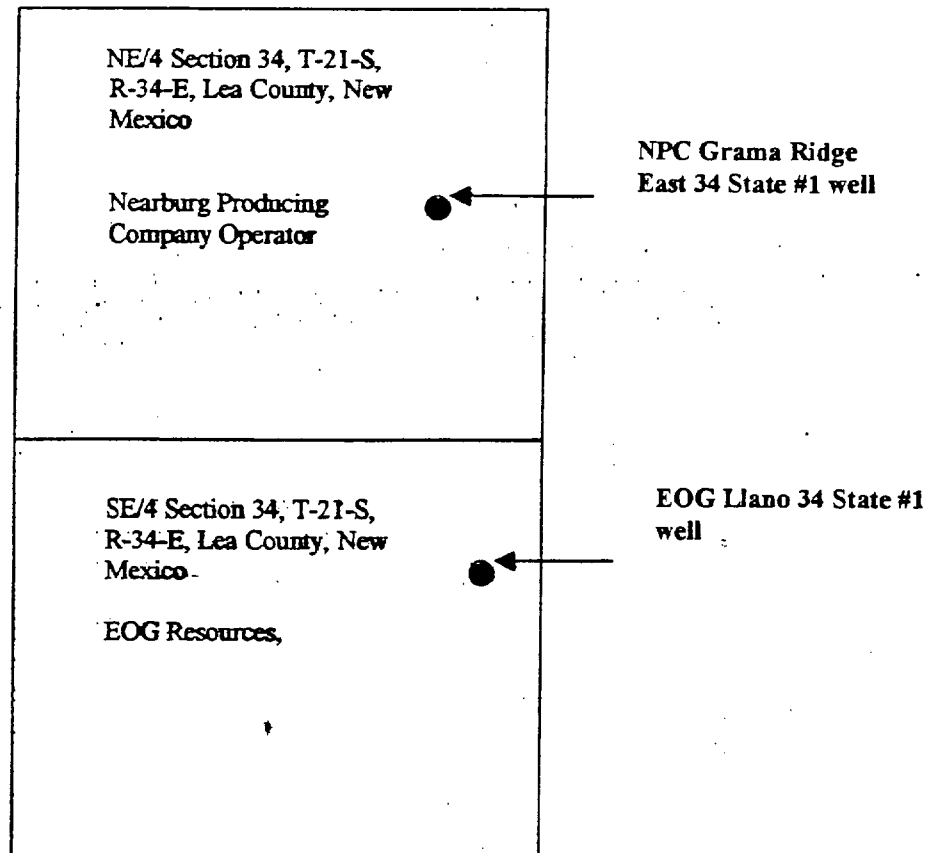 NE/4 Section 34, T-21-S,
R-34-E, Lea County, New
Mexico
Nearburg Producing
Company Operator
NPC Grama Ridge
East 34 State #1 well
SE/4 Section 34, T-21-S,
R-34-E, Lea County, New
Mexico
EOG Resources,
EOG Llano 34 State #1
well